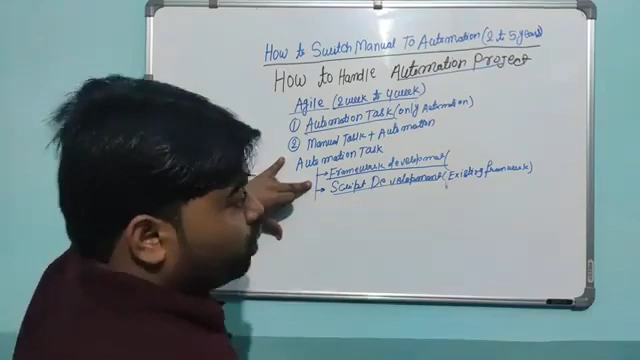 How to Switch Manual To Automation (2 to 5 years)
How to Handle Automation Project
Agile (2 week to 4 week)
① Automation Task (only Automation)
② Manual Task + Automation
Automation Task
→ Framework development (
→ Script Development (Existing framework)